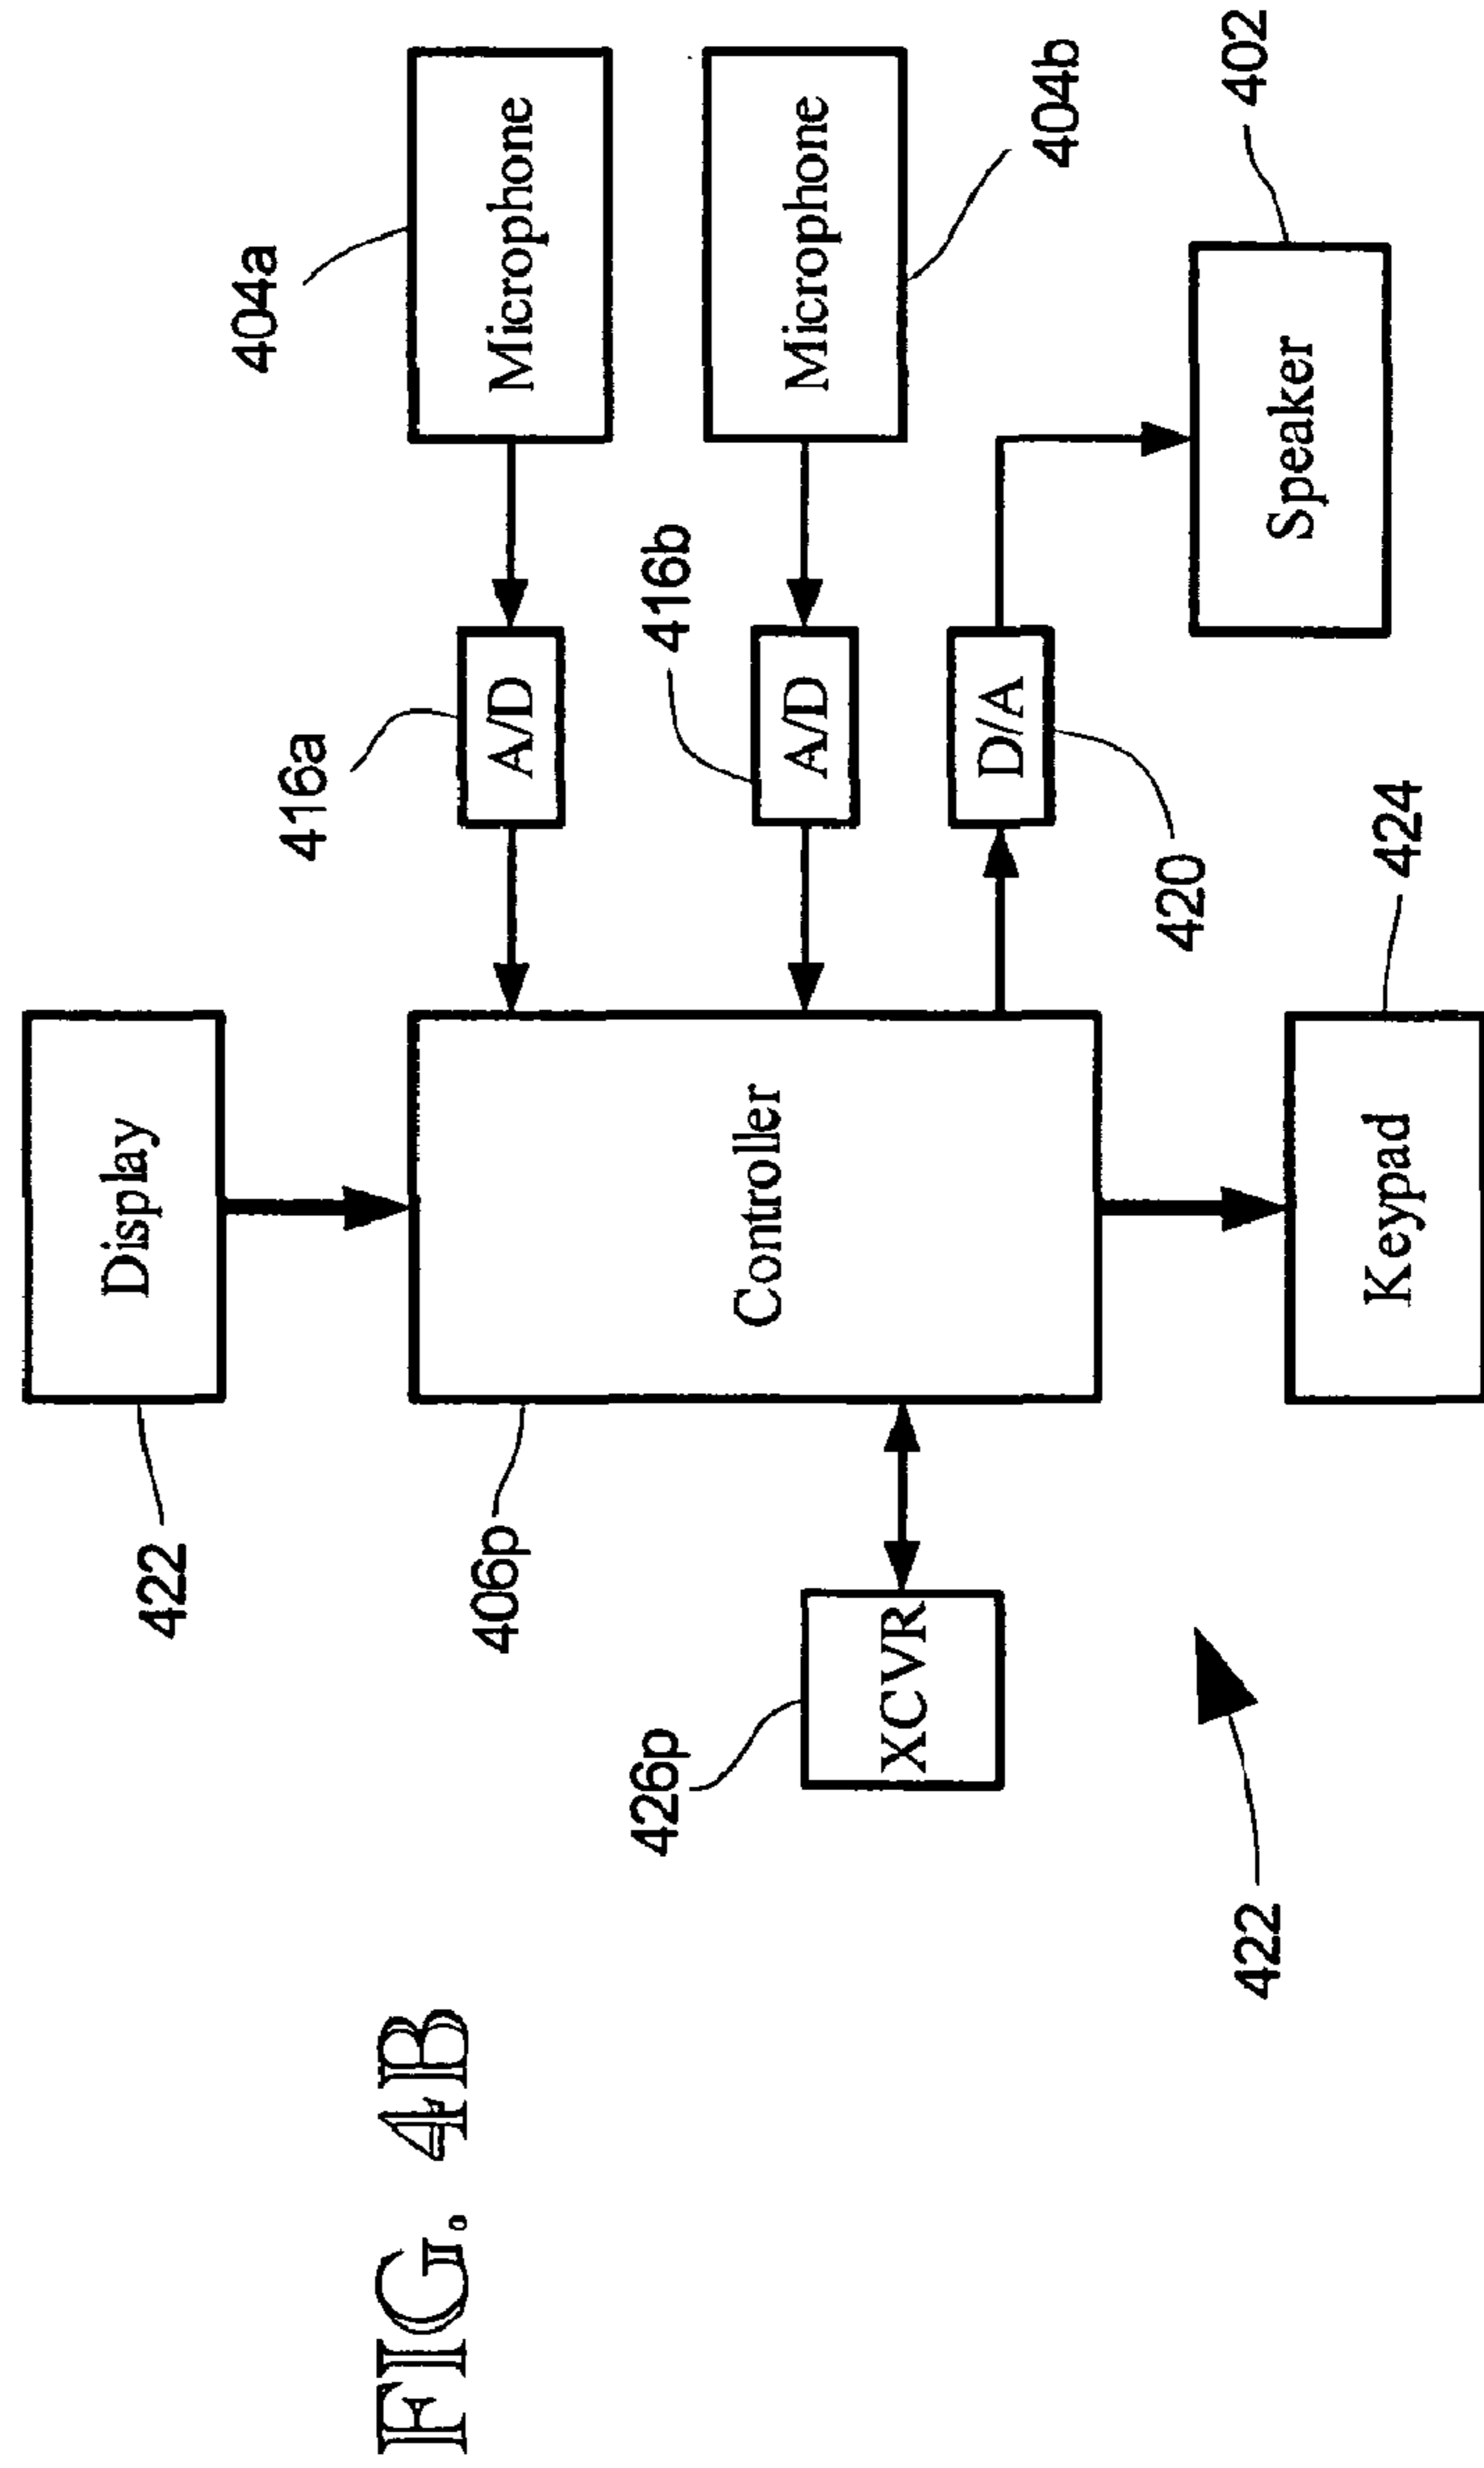 404a
Microphone
Microphone
404b
402
416a
A/D
416b
A/D
D/A
420
Speaker
Display
422
Controller
406p
Keypad
424
426p
XCVR
422
FIG. 4B